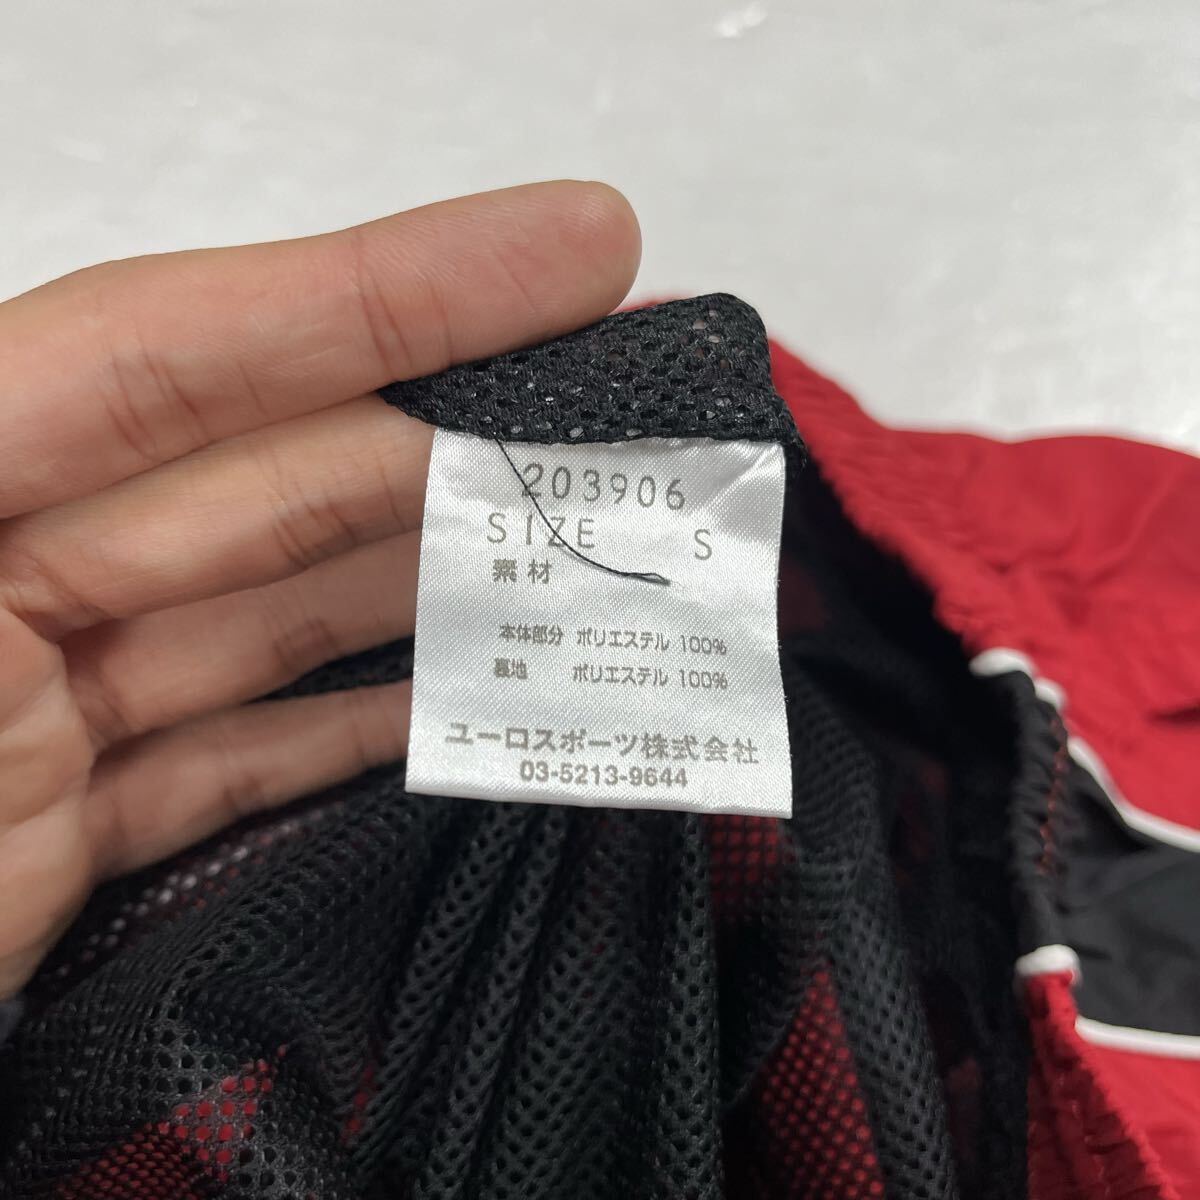 203906
SIZE S
素材
本体部分 ポリエステル 100%
裏地 ポリエステル 100%
ユーロスポーツ株式会社
03-5213-9644